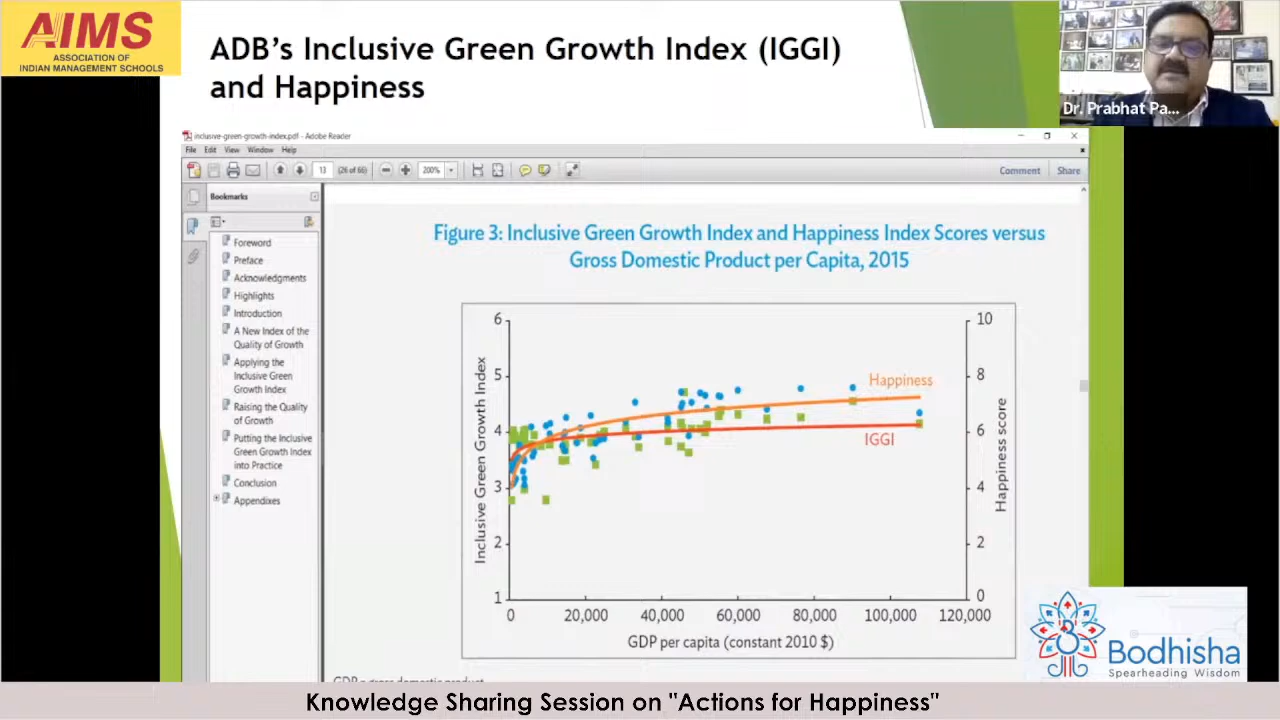 AIMS
ASSOCIATION OF
INDIAN MANAGEMENT SCHOOLS
ADB's Inclusive Green Growth Index (IGGI)
and Happiness
Dr. Prabhat Pa...
inclusive-green-growth-index.pdf - Adobe Reader
File Edit View Window Help
13 (26 of 66) 200% Comment Share
Bookmarks
Foreword
Preface
Acknowledgments
Highlights
Introduction
A New Index of the
Quality of Growth
Applying the
Inclusive Green
Growth Index
Raising the Quality
of Growth
Putting the Inclusive
Green Growth Index
into Practice
Conclusion
Appendixes
Figure 3: Inclusive Green Growth Index and Happiness Index Scores versus
Gross Domestic Product per Capita, 2015
Inclusive Green Growth Index
6
5
4
3
2
1
Happiness
IGGI
10
8
6
4
2
0
Happiness score
0 20,000 40,000 60,000 80,000 100,000 120,000
GDP per capita (constant 2010 $)
Bodhisha
Spearheading Wisdom
Knowledge Sharing Session on "Actions for Happiness"